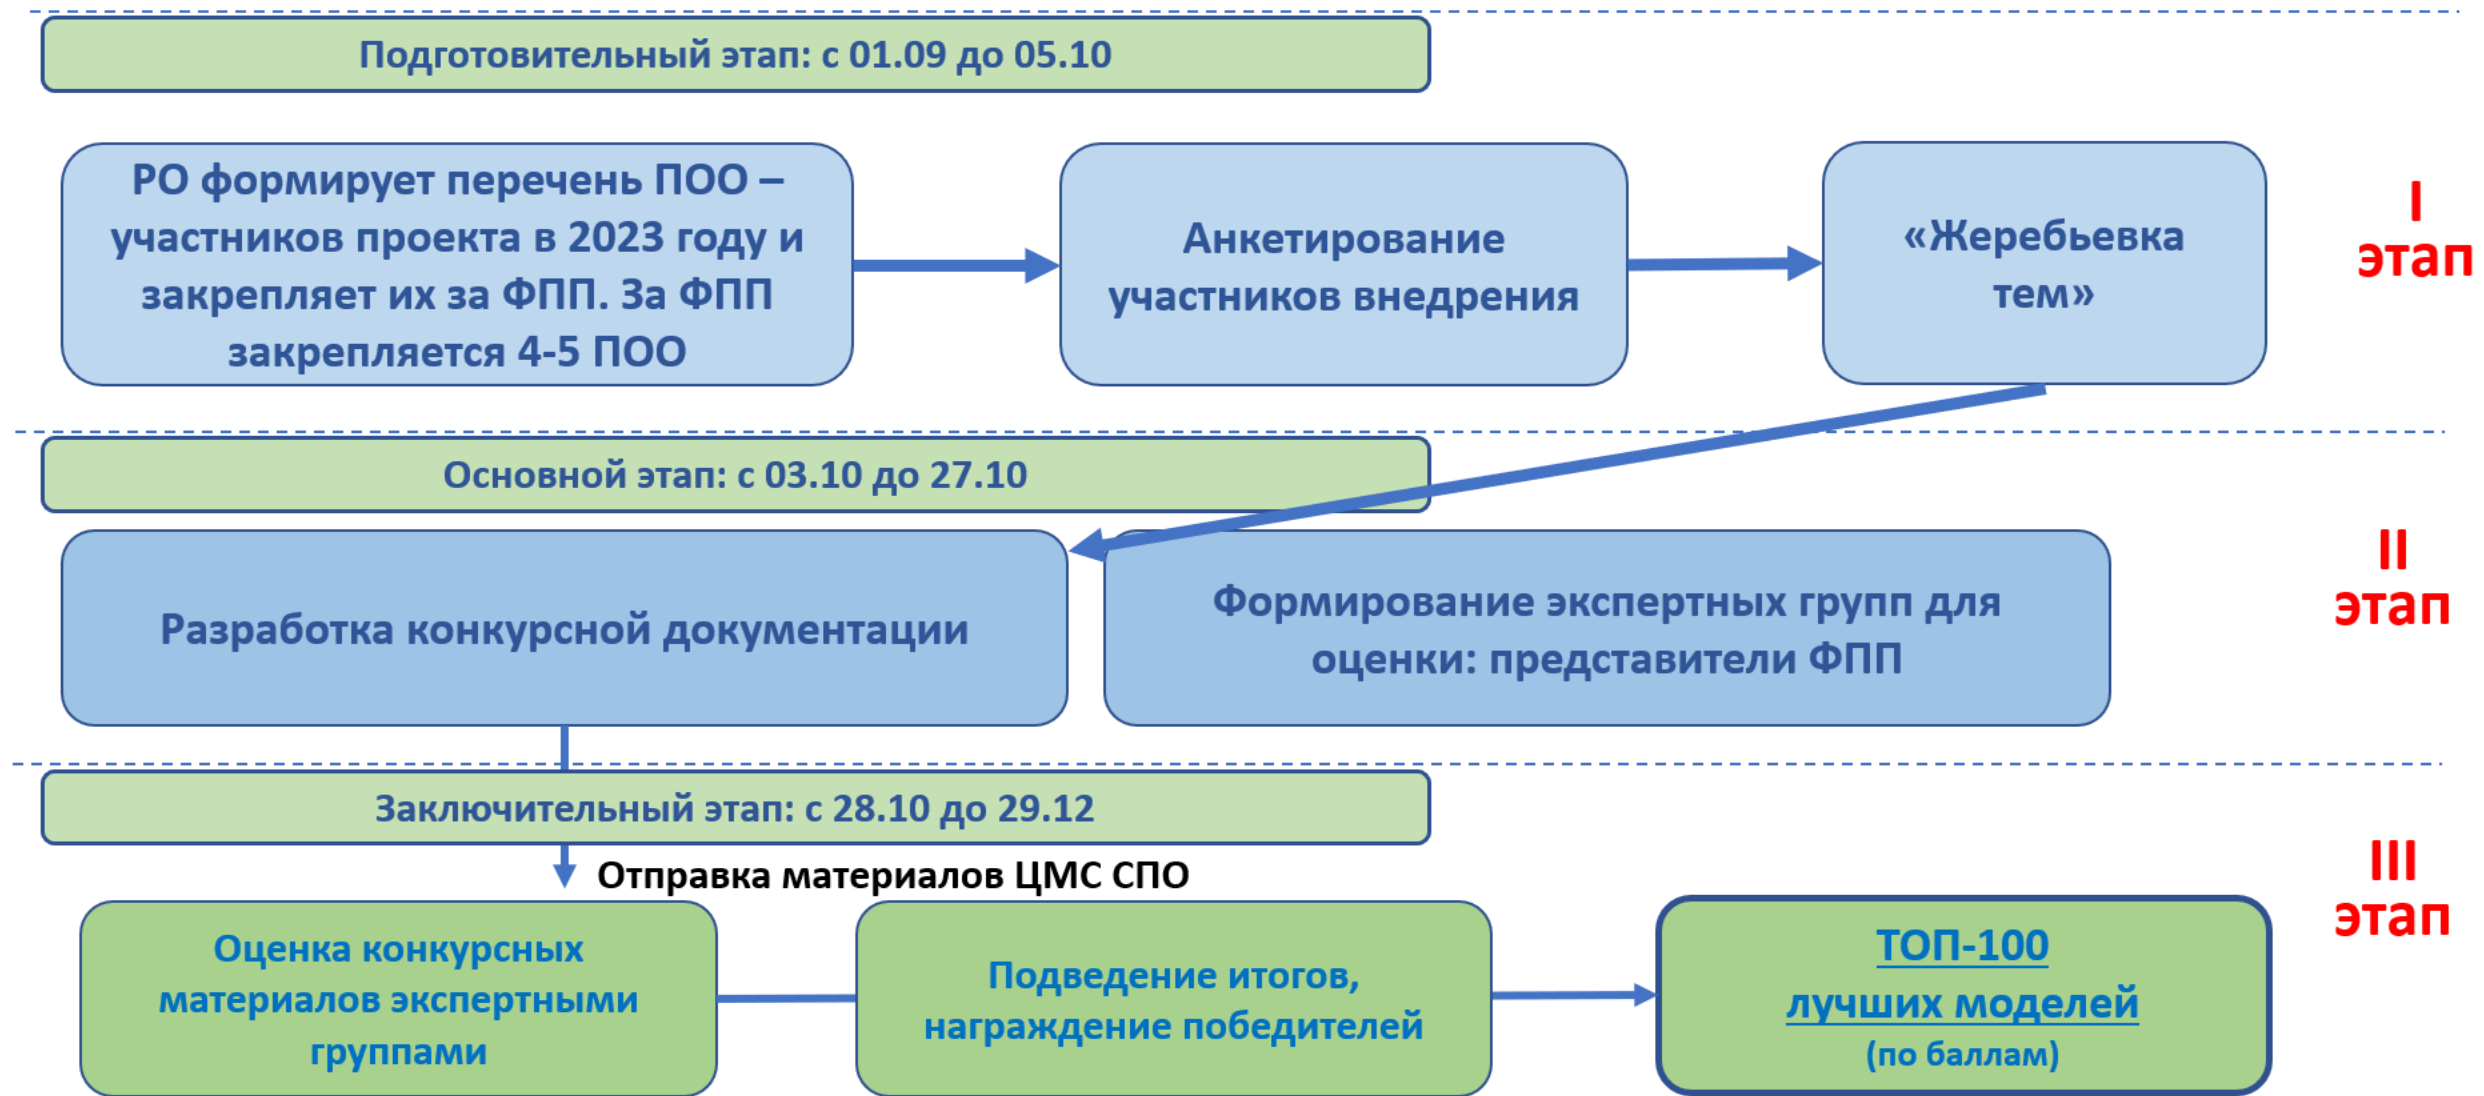 Подготовительный этап: с 01.09 до 05.10
РО формирует перечень ПОО –
участников проекта в 2023 году и
закрепляет их за ФПП. За ФПП
закрепляется 4-5 ПОО
Анкетирование
участников внедрения
«Жеребьевка
тем»
I
этап
Основной этап: с 03.10 до 27.10
Разработка конкурсной документации
Формирование экспертных групп для
оценки: представители ФПП
II
этап
Заключительный этап: с 28.10 до 29.12
Отправка материалов ЦМС СПО
Оценка конкурсных
материалов экспертными
группами
Подведение итогов,
награждение победителей
ТОП-100
лучших моделей
(по баллам)
III
этап